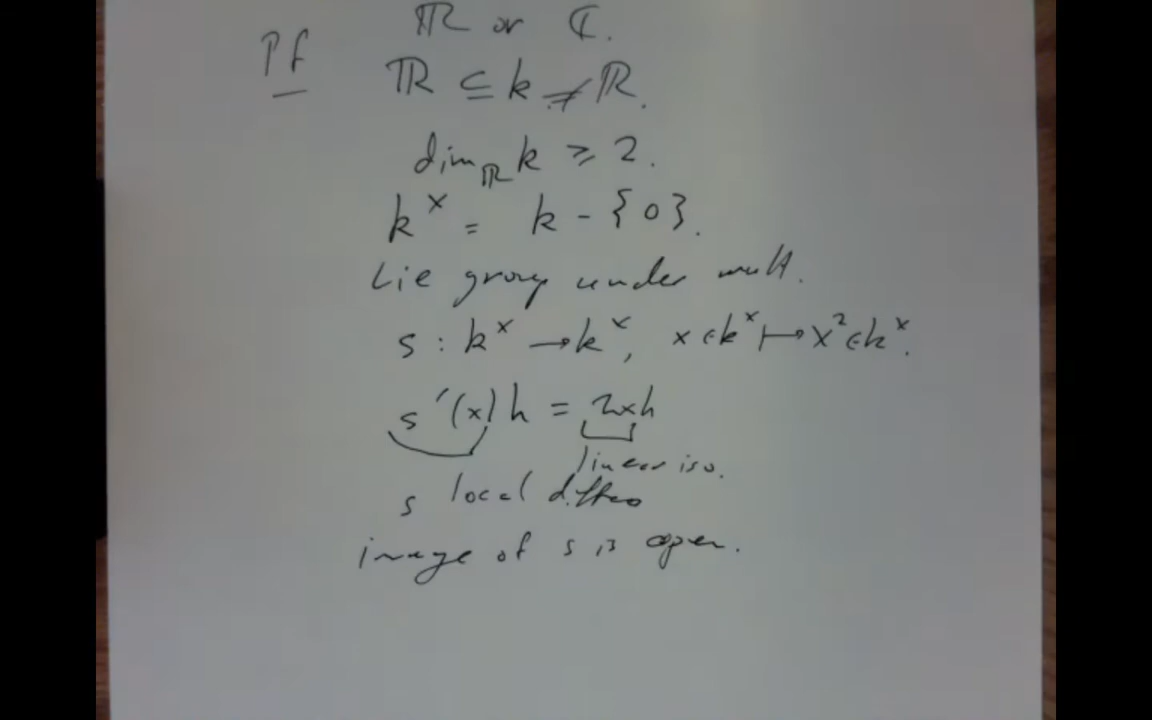 ℝ or ℂ.
Pf ℝ ⊆ k ≠ ℝ.
dim_ℝ k ≥ 2.
k^× = k - {0}.
Lie group under mult.
s : k^× → k^×, x ∈ k^× ↦ x² ∈ k^×.
s'(x)h = 2xh
linear iso.
s local diffeo
image of s is open.